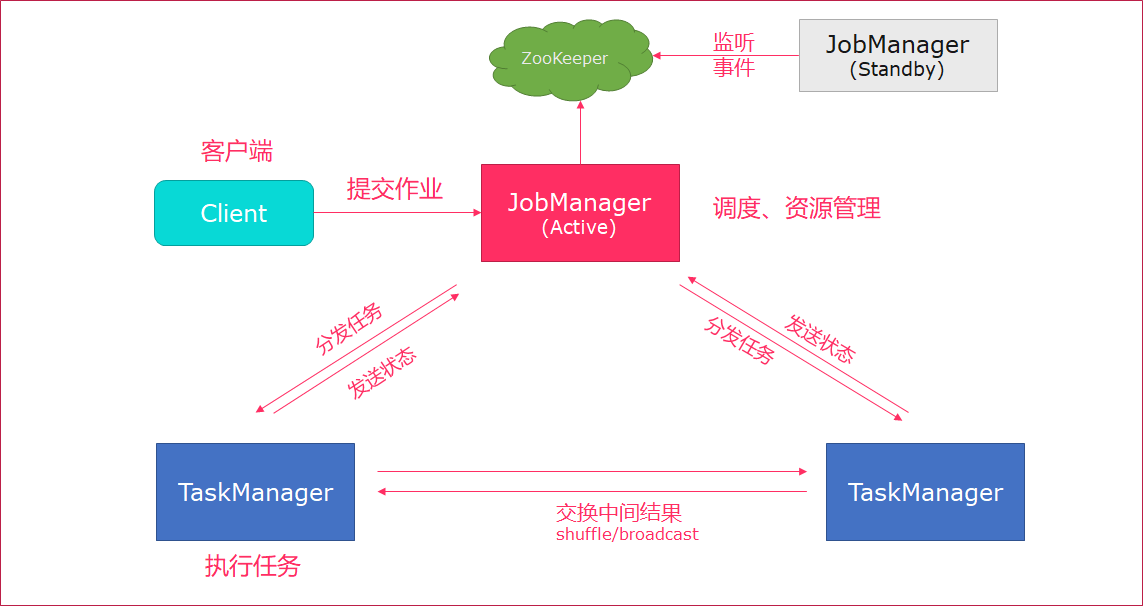 ZooKeeper
监听
事件
JobManager
(Standby)
客户端
Client
提交作业
JobManager
(Active)
调度、资源管理
分发任务
发送状态
分发任务
发送状态
TaskManager
执行任务
交换中间结果
shuffle/broadcast
TaskManager